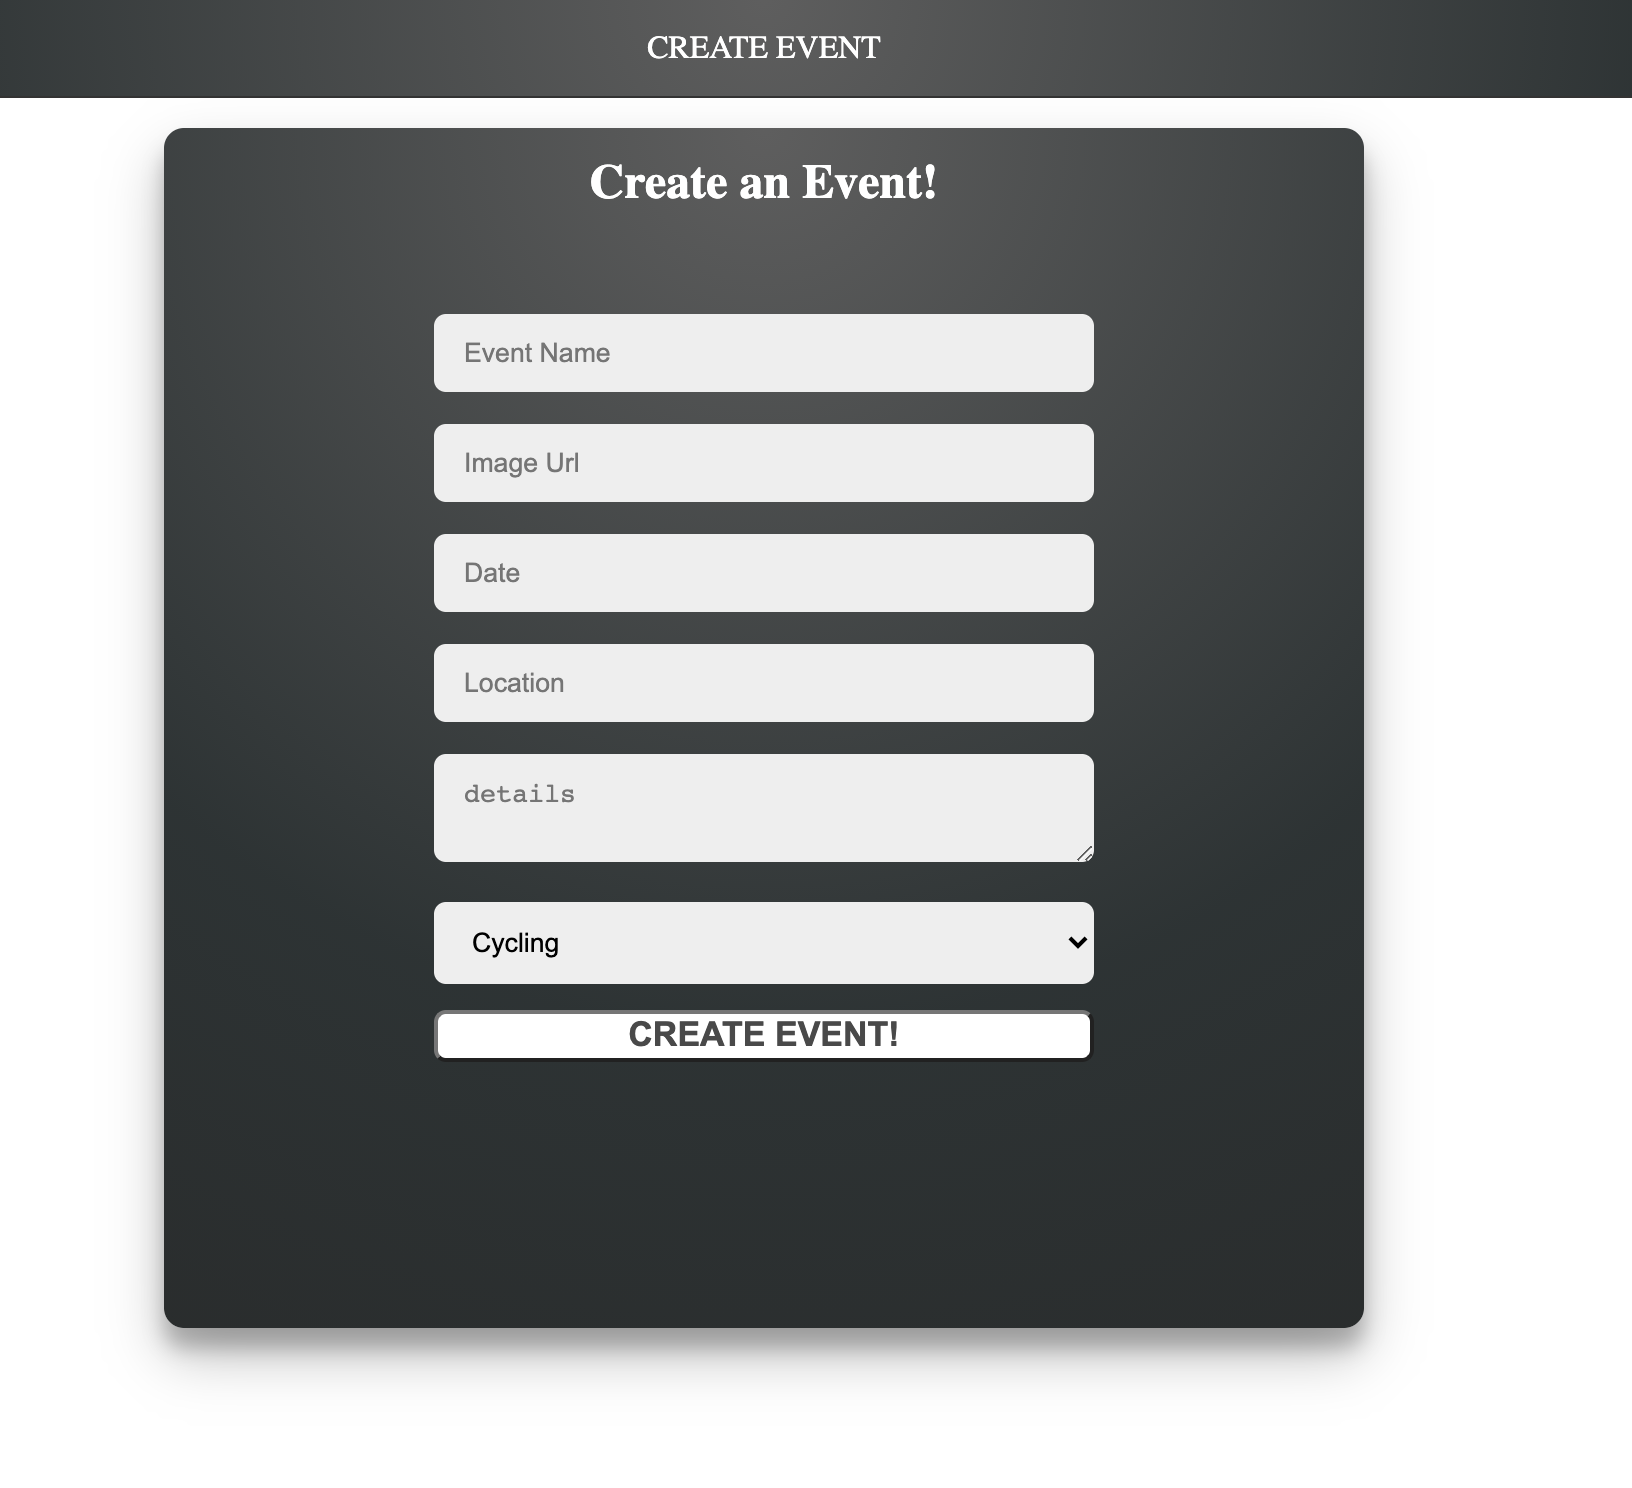 CREATE EVENT
Create an Event!
Event Name
Image Url
Date
Location
details
Cycling
CREATE EVENT!